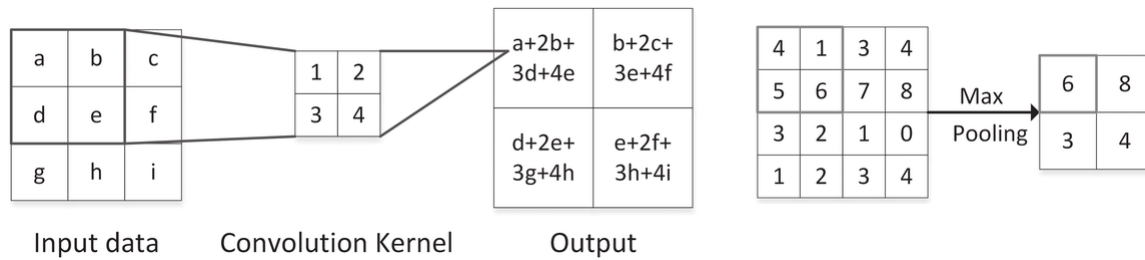 a b c
d e f
g h i
Input data
1 2
3 4
Convolution Kernel
a+2b+ b+2c+
3d+4e 3e+4f
d+2e+ e+2f+
3g+4h 3h+4i
Output
4 1 3 4
5 6 7 8
3 2 1 0
1 2 3 4
Max
Pooling
6 8
3 4